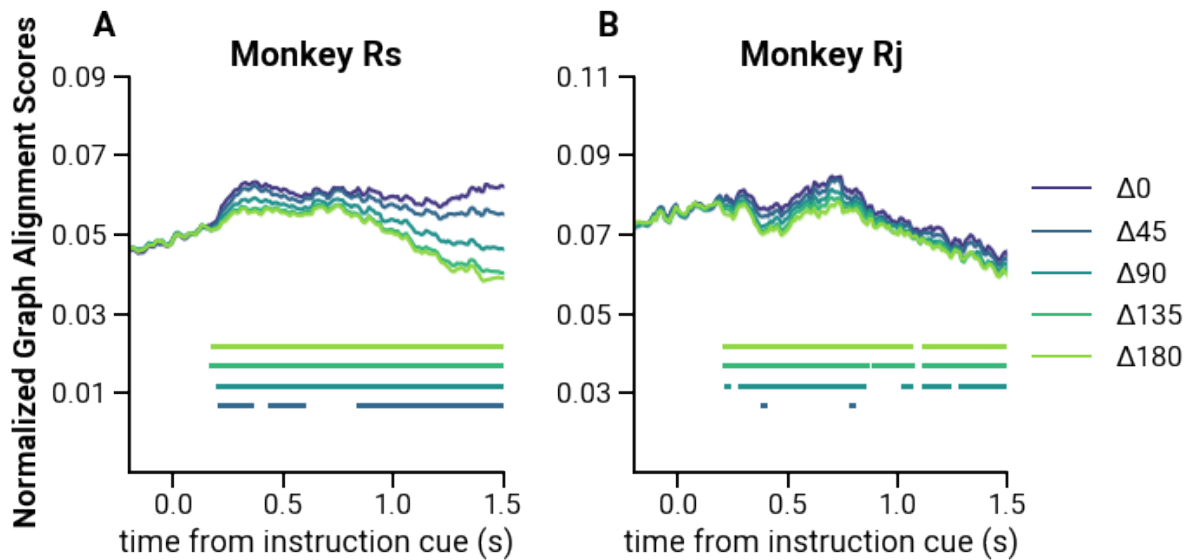 A
Monkey Rs
Normalized Graph Alignment Scores
0.09
0.07
0.05
0.03
0.01
0.0
0.5
1.0
1.5
time from instruction cue (s)
B
Monkey Rj
0.11
0.09
0.07
0.05
0.03
0.0
0.5
1.0
1.5
time from instruction cue (s)
Δ0
Δ45
Δ90
Δ135
Δ180